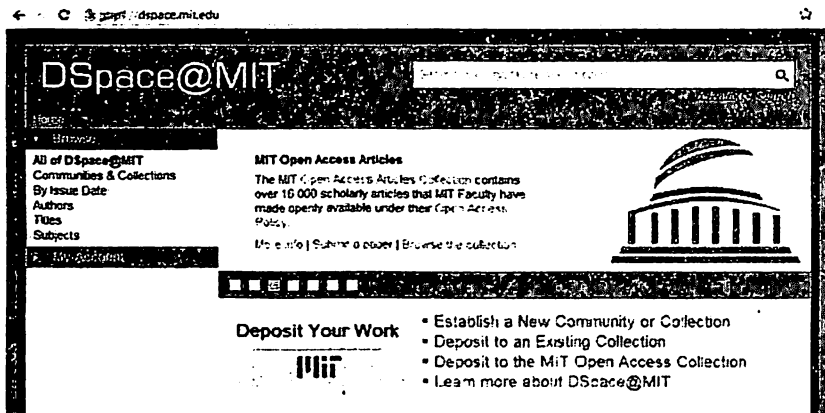 dspace.mit.edu
DSpace@MIT
Home
Browse
All of DSpace@MIT
Communities & Collections
By Issue Date
Authors
Titles
Subjects
My Account
MIT Open Access Articles
The MIT Open Access Articles Collection contains
over 16 000 scholarly articles that MIT Faculty have
made openly available under their Open Access
Policy.
More info | Submit a paper | Browse the collection
Deposit Your Work
MIT
▪ Establish a New Community or Collection
▪ Deposit to an Existing Collection
▪ Deposit to the MIT Open Access Collection
▪ Learn more about DSpace@MIT